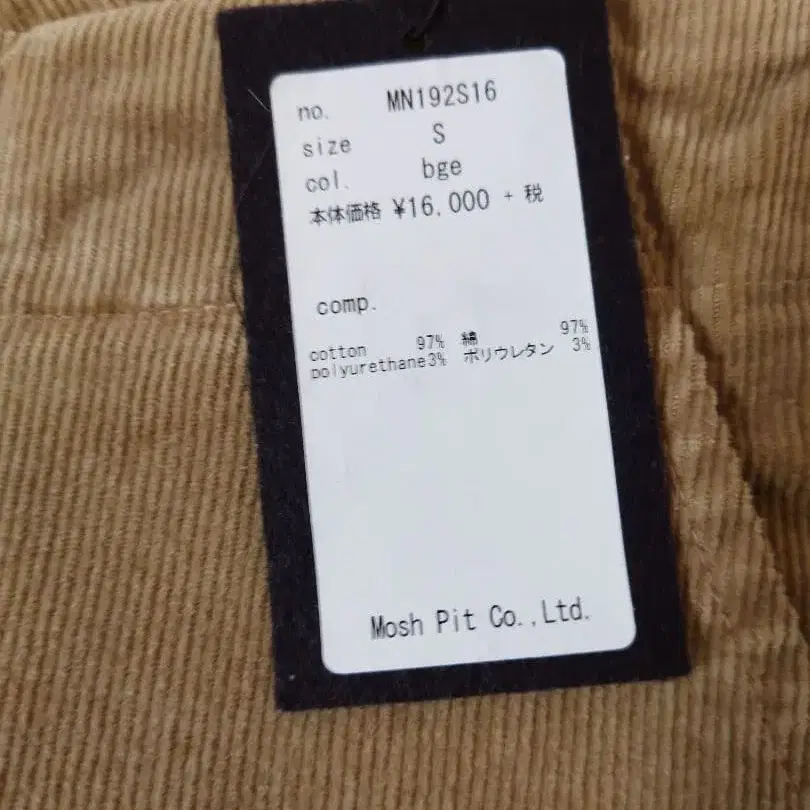 no. MN192S16
size S
col. bge
本体価格 ¥16,000 + 税
comp.
cotton 97% 綿 97%
polyurethane3% ポリウレタン 3%
Mosh Pit Co.,Ltd.